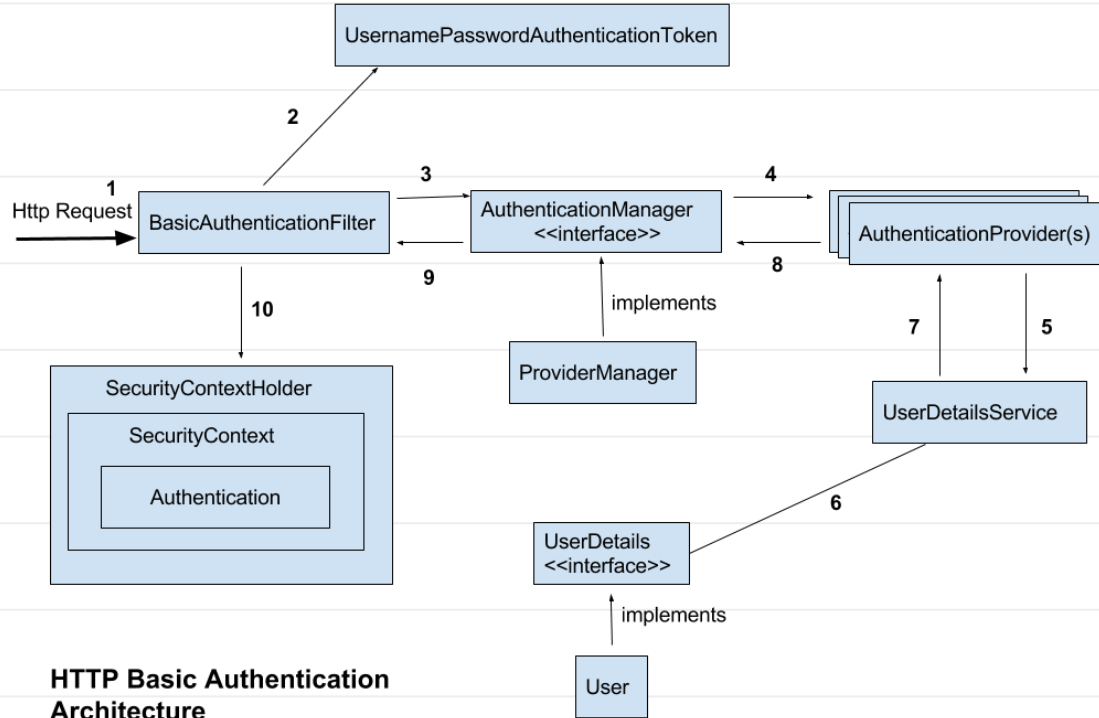 UsernamePasswordAuthenticationToken
2
1
Http Request
BasicAuthenticationFilter
3
AuthenticationManager
<<interface>>
4
AuthenticationProvider(s)
9
8
10
implements
7
5
ProviderManager
SecurityContextHolder
SecurityContext
Authentication
UserDetailsService
6
UserDetails
<<interface>>
implements
User
HTTP Basic Authentication
Architecture